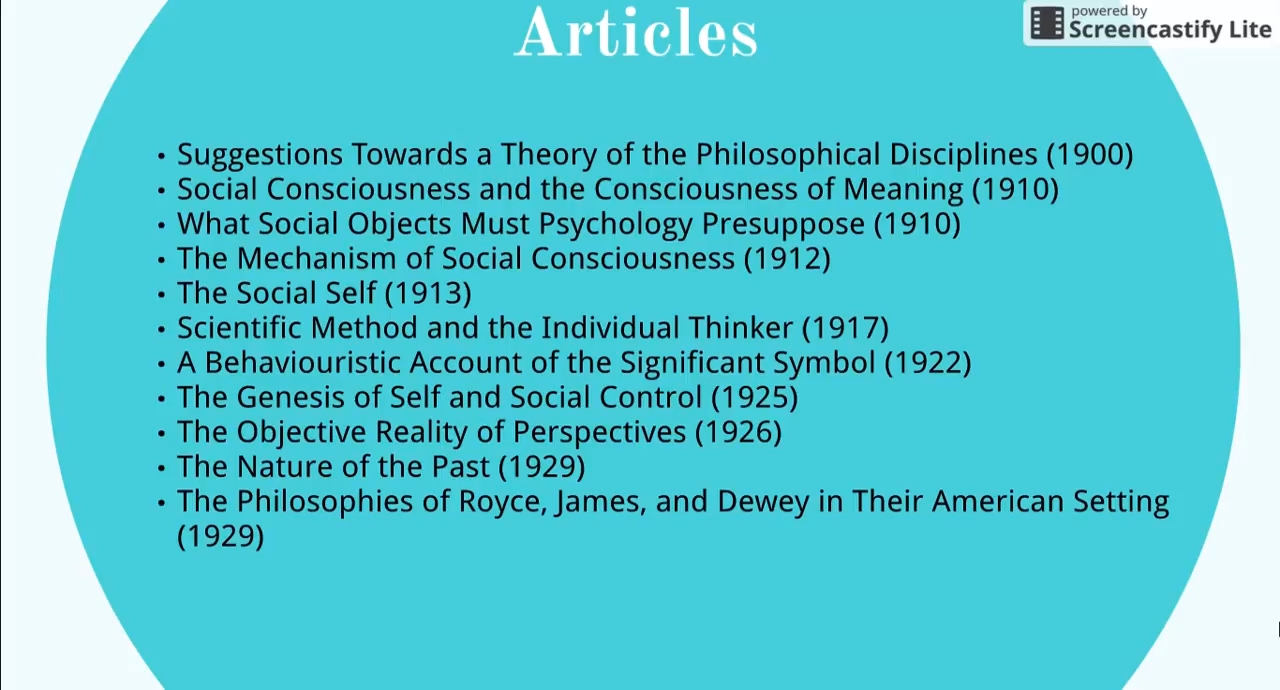 Articles
powered by
Screencastify Lite
• Suggestions Towards a Theory of the Philosophical Disciplines (1900)
• Social Consciousness and the Consciousness of Meaning (1910)
• What Social Objects Must Psychology Presuppose (1910)
• The Mechanism of Social Consciousness (1912)
• The Social Self (1913)
• Scientific Method and the Individual Thinker (1917)
• A Behaviouristic Account of the Significant Symbol (1922)
• The Genesis of Self and Social Control (1925)
• The Objective Reality of Perspectives (1926)
• The Nature of the Past (1929)
• The Philosophies of Royce, James, and Dewey in Their American Setting
(1929)